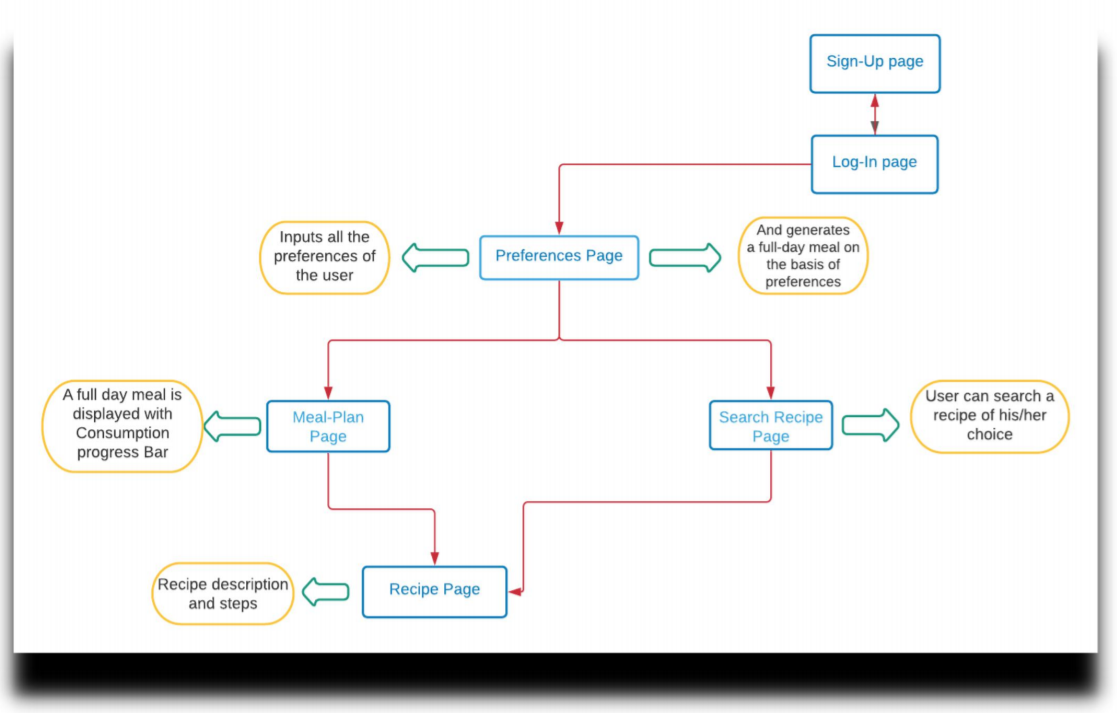 Sign-Up page
Log-In page
Inputs all the
preferences of
the user
Preferences Page
And generates
a full-day meal on
the basis of
preferences
A full day meal is
displayed with
Consumption
progress Bar
Meal-Plan
Page
Search Recipe
Page
User can search a
recipe of his/her
choice
Recipe description
and steps
Recipe Page